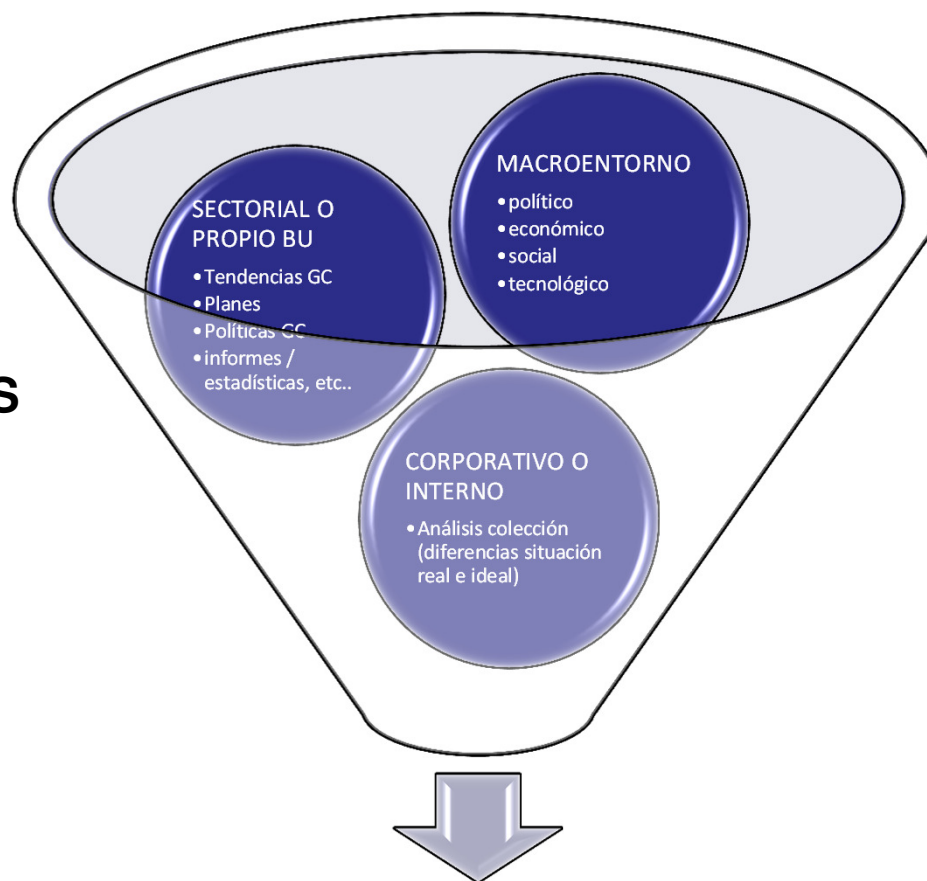 MACROENTORNO
•político
•económico
•social
•tecnológico
SECTORIAL O
PROPIO BU
•Tendencias GC
•Planes
•Políticas GC
•informes /
estadísticas, etc..
S
CORPORATIVO O
INTERNO
•Análisis colección
(diferencias situación
real e ideal)